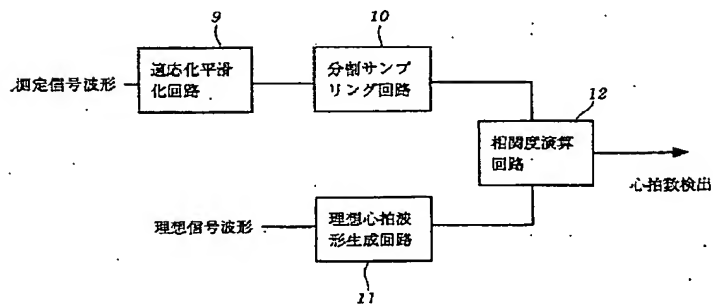 9
10
測定信号波形
適応化平滑
化回路
分割サンプ
リング回路
12
相関度演算
回路
心拍数検出
理想信号波形
理想心拍波
形生成回路
11